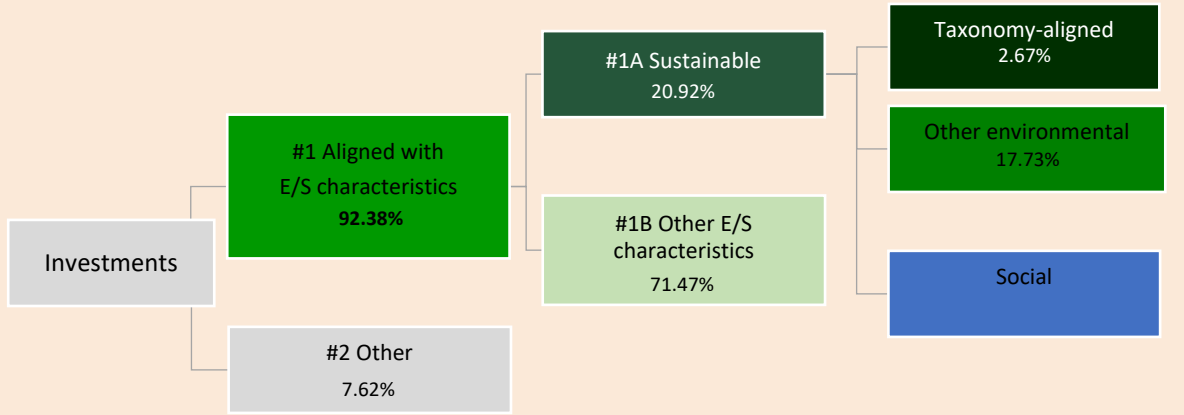 Investments
#1 Aligned with
E/S characteristics
92.38%
#2 Other
7.62%
#1A Sustainable
20.92%
#1B Other E/S
characteristics
71.47%
Taxonomy-aligned
2.67%
Other environmental
17.73%
Social